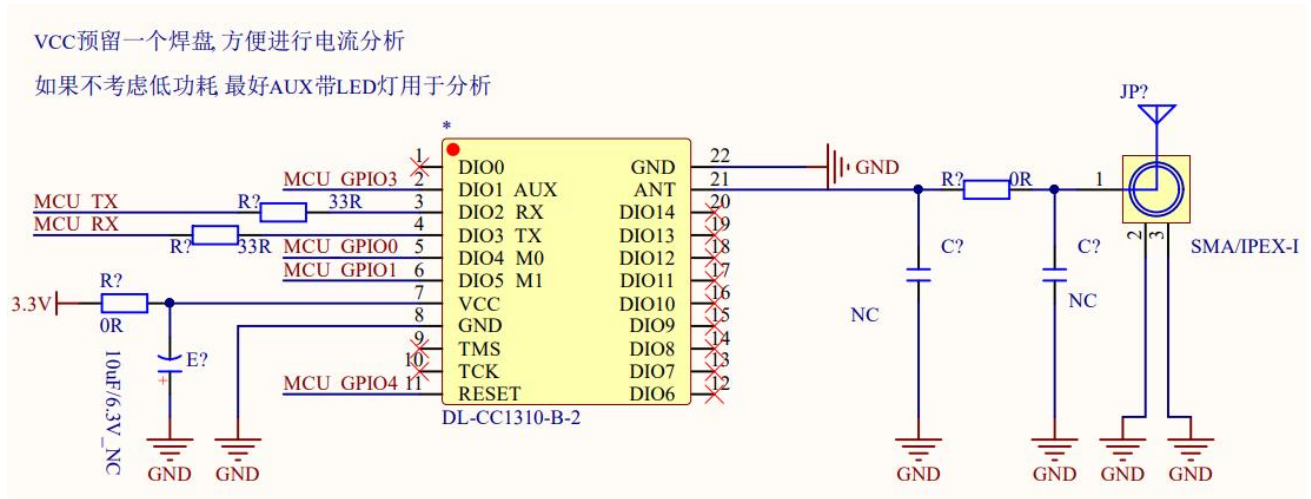 VCC预留一个焊盘,方便进行电流分析
如果不考虑低功耗,最好AUX带LED灯用于分析
JP?
*
1 DIO0 GND 22 GND
MCU_GPIO3 2 DIO1 AUX ANT 21 R? 0R 1
MCU_TX R? 33R 3 DIO2 RX DIO14 20
MCU_RX R? 33R 4 DIO3 TX DIO13 19
MCU_GPIO0 5 DIO4 M0 DIO12 18 C? C? 2 3 SMA/IPEX-I
MCU_GPIO1 6 DIO5 M1 DIO11 17
R?
3.3V 7 VCC DIO10 16 NC NC
0R 8 GND DIO9 15
10uF/6.3V_NC E? + 9 TMS DIO8 14
10 TCK DIO7 13
MCU_GPIO4 11 RESET DIO6 12
DL-CC1310-B-2
GND GND GND GND GND GND